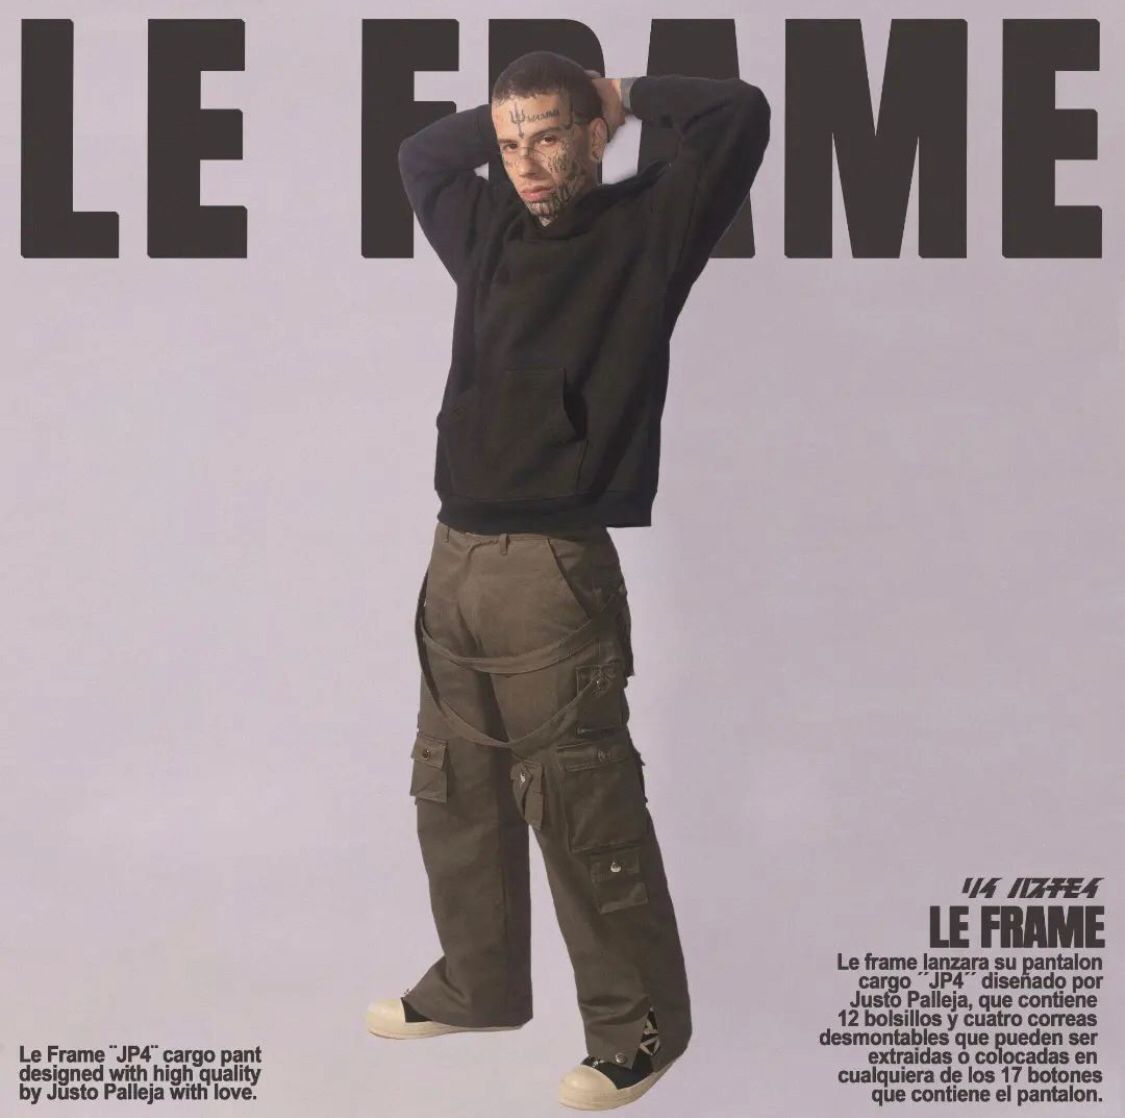 LE FRAME
LE FRAME
Le frame lanzara su pantalon
cargo ¨JP4´´ diseñado por
Justo Palleja, que contiene
12 bolsillos y cuatro correas
desmontables que pueden ser
extraidas o colocadas en
cualquiera de los 17 botones
que contiene el pantalon.
Le Frame ¨JP4¨ cargo pant
designed with high quality
by Justo Palleja with love.